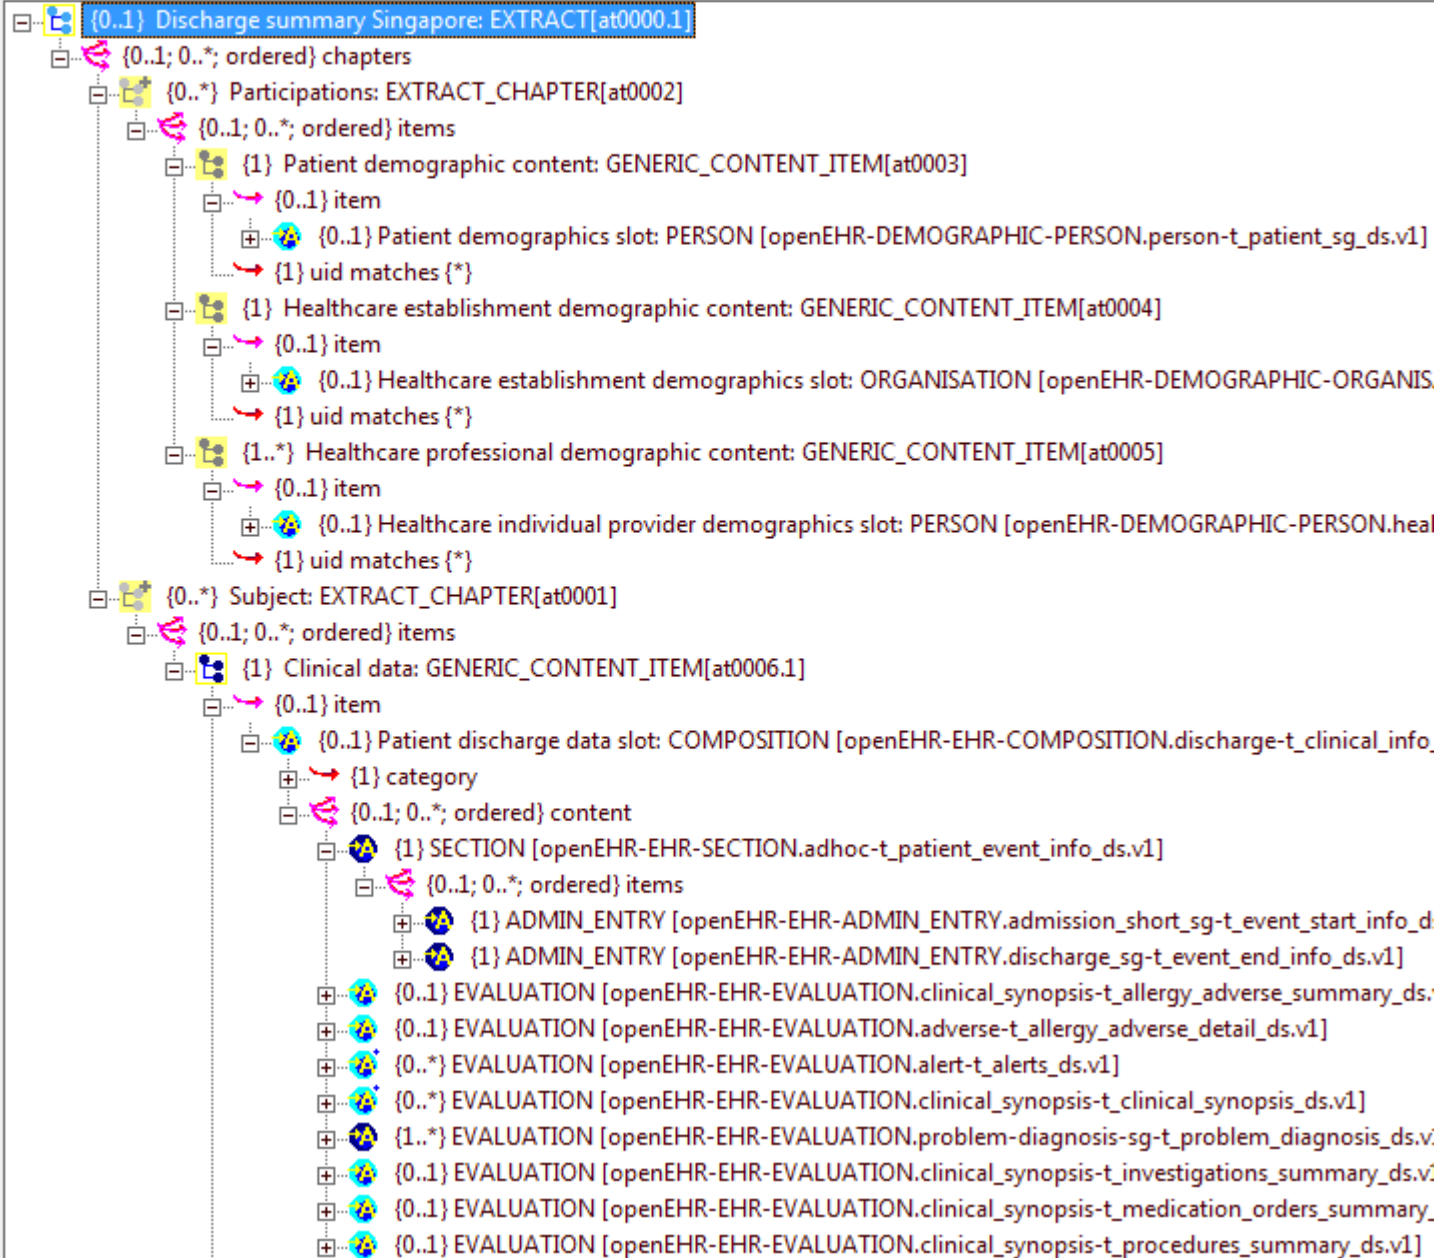 {0..1} Discharge summary Singapore: EXTRACT[at0000.1]
{0..1; 0..*; ordered} chapters
{0..*} Participations: EXTRACT_CHAPTER[at0002]
{0..1; 0..*; ordered} items
{1} Patient demographic content: GENERIC_CONTENT_ITEM[at0003]
{0..1} item
{0..1} Patient demographics slot: PERSON [openEHR-DEMOGRAPHIC-PERSON.person-t_patient_sg_ds.v1]
{1} uid matches {*}
{1} Healthcare establishment demographic content: GENERIC_CONTENT_ITEM[at0004]
{0..1} item
{0..1} Healthcare establishment demographics slot: ORGANISATION [openEHR-DEMOGRAPHIC-ORGANIS
{1} uid matches {*}
{1..*} Healthcare professional demographic content: GENERIC_CONTENT_ITEM[at0005]
{0..1} item
{0..1} Healthcare individual provider demographics slot: PERSON [openEHR-DEMOGRAPHIC-PERSON.heal
{1} uid matches {*}
{0..*} Subject: EXTRACT_CHAPTER[at0001]
{0..1; 0..*; ordered} items
{1} Clinical data: GENERIC_CONTENT_ITEM[at0006.1]
{0..1} item
{0..1} Patient discharge data slot: COMPOSITION [openEHR-EHR-COMPOSITION.discharge-t_clinical_info_
{1} category
{0..1; 0..*; ordered} content
{1} SECTION [openEHR-EHR-SECTION.adhoc-t_patient_event_info_ds.v1]
{0..1; 0..*; ordered} items
{1} ADMIN_ENTRY [openEHR-EHR-ADMIN_ENTRY.admission_short_sg-t_event_start_info_ds
{1} ADMIN_ENTRY [openEHR-EHR-ADMIN_ENTRY.discharge_sg-t_event_end_info_ds.v1]
{0..1} EVALUATION [openEHR-EHR-EVALUATION.clinical_synopsis-t_allergy_adverse_summary_ds.v
{0..1} EVALUATION [openEHR-EHR-EVALUATION.adverse-t_allergy_adverse_detail_ds.v1]
{0..*} EVALUATION [openEHR-EHR-EVALUATION.alert-t_alerts_ds.v1]
{0..*} EVALUATION [openEHR-EHR-EVALUATION.clinical_synopsis-t_clinical_synopsis_ds.v1]
{1..*} EVALUATION [openEHR-EHR-EVALUATION.problem-diagnosis-sg-t_problem_diagnosis_ds.v1
{0..1} EVALUATION [openEHR-EHR-EVALUATION.clinical_synopsis-t_investigations_summary_ds.v1
{0..1} EVALUATION [openEHR-EHR-EVALUATION.clinical_synopsis-t_medication_orders_summary_
{0..1} EVALUATION [openEHR-EHR-EVALUATION.clinical_synopsis-t_procedures_summary_ds.v1]